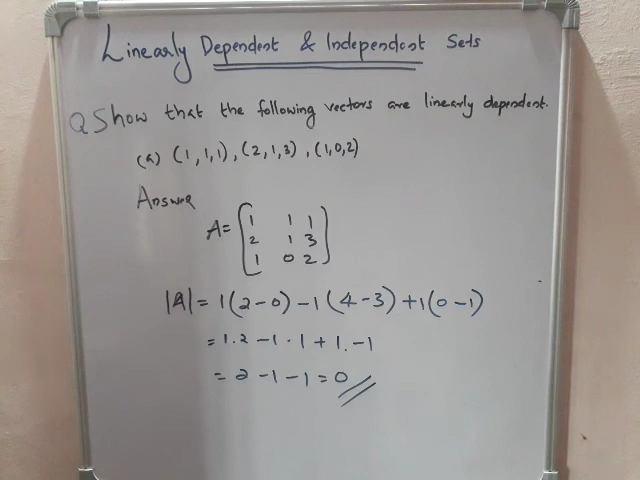 Linearly Dependent & Independent Sets
Q Show that the following vectors are linearly dependent.
(a) (1,1,1), (2,1,3), (1,0,2)
Answer
A = [1 1 1
2 1 3
1 0 2]
|A| = 1(2-0) - 1(4-3) + 1(0-1)
= 1.2 - 1.1 + 1.-1
= 2 - 1 - 1 = 0 //